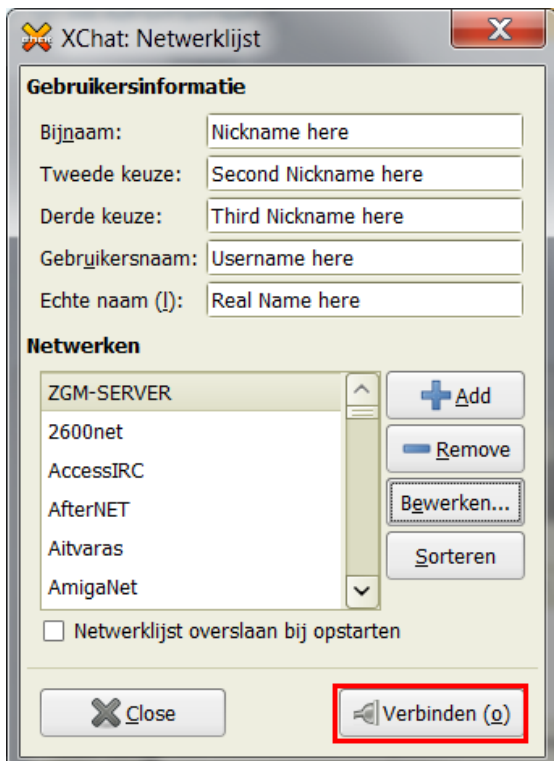 XChat: Netwerklijst
Gebruikersinformatie
Bijnaam: Nickname here
Tweede keuze: Second Nickname here
Derde keuze: Third Nickname here
Gebruikersnaam: Username here
Echte naam (l): Real Name here
Netwerken
ZGM-SERVER
2600net
AccessIRC
AfterNET
Aitvaras
AmigaNet
Add
Remove
Bewerken...
Sorteren
Netwerklijst overslaan bij opstarten
Close
Verbinden (o)